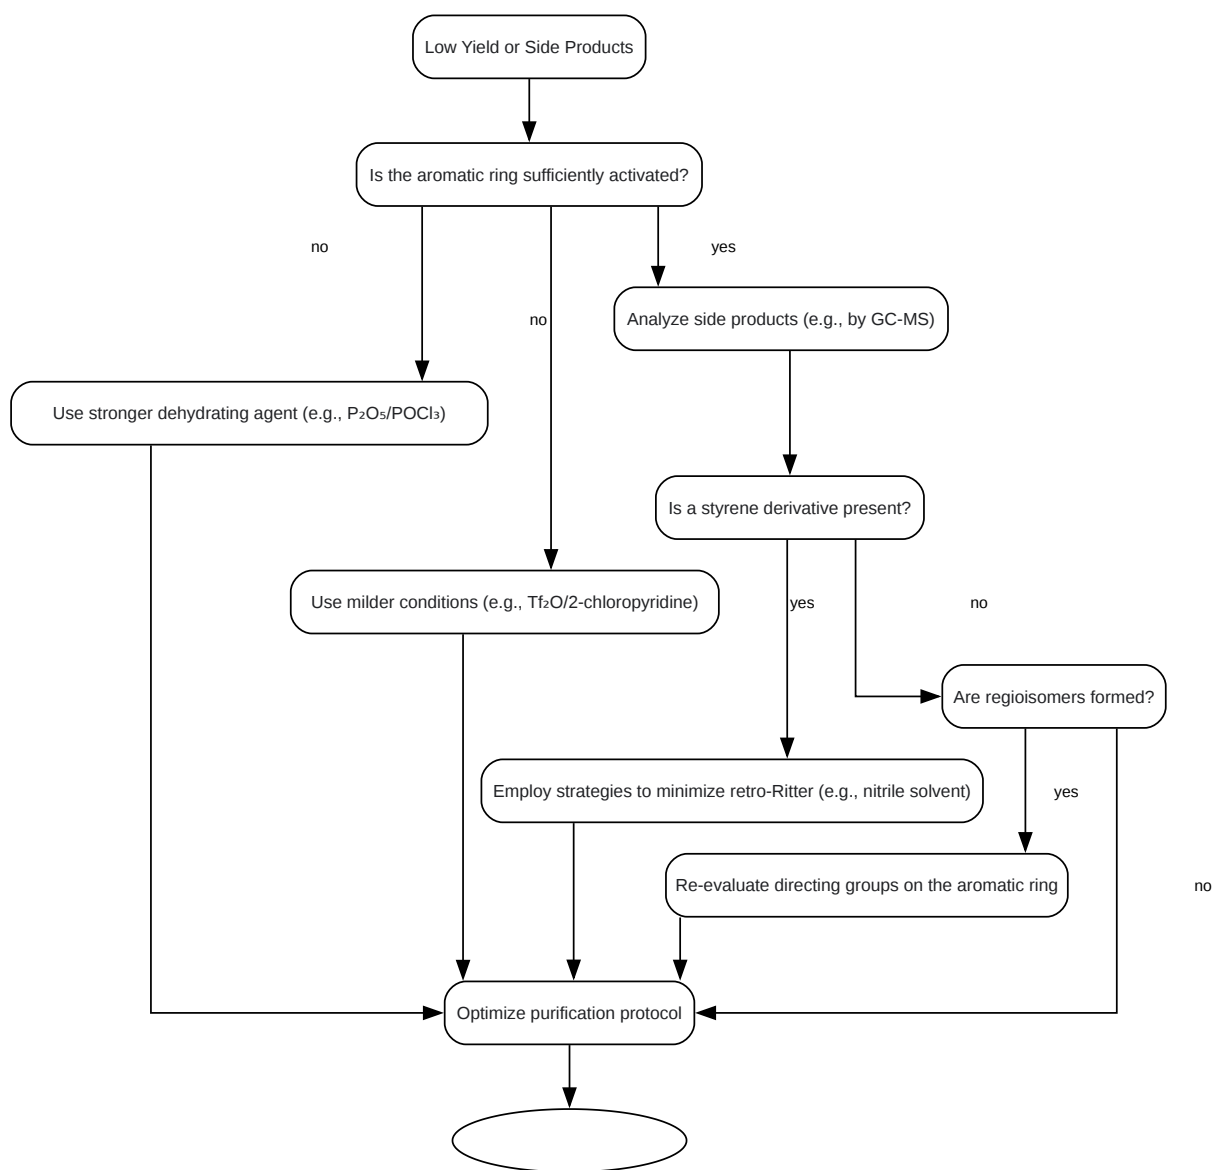 Low Yield or Side Products
Is the aromatic ring sufficiently activated?
no
yes
no
Analyze side products (e.g., by GC-MS)
Use stronger dehydrating agent (e.g., P₂O₅/POCl₃)
Is a styrene derivative present?
Use milder conditions (e.g., Tf₂O/2-chloropyridine)
yes
no
Are regioisomers formed?
Employ strategies to minimize retro-Ritter (e.g., nitrile solvent)
yes
Re-evaluate directing groups on the aromatic ring
no
Optimize purification protocol